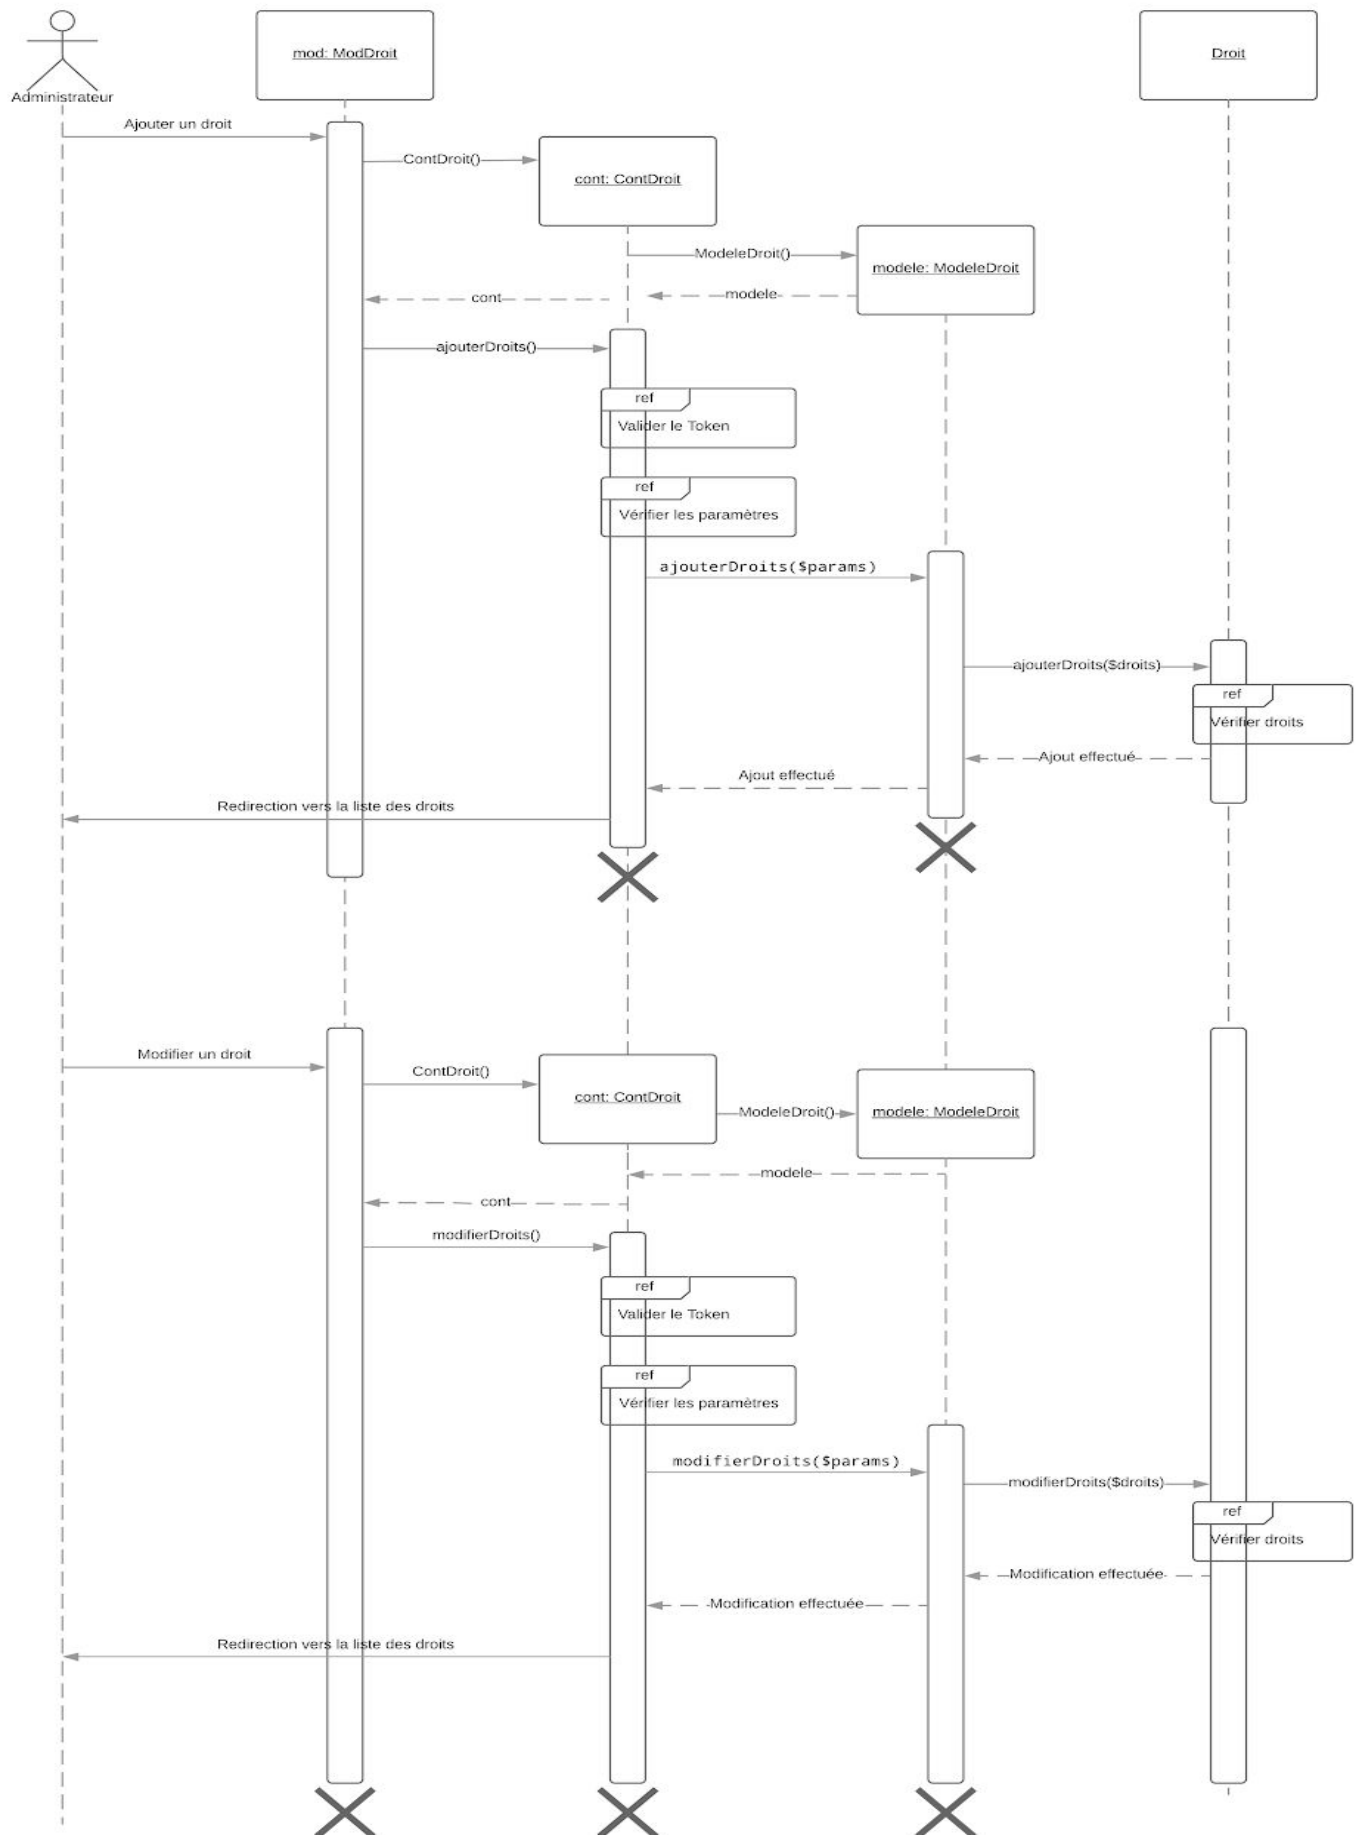 mod: ModDroit
Droit
Administrateur
Ajouter un droit
ContDroit()
cont: ContDroit
ModeleDroit()
modele: ModeleDroit
modele
cont
ajouterDroits()
ref
Valider le Token
ref
Vérifier les paramètres
ajouterDroits($params)
ajouterDroits($droits)
ref
Vérifier droits
Ajout effectué
Ajout effectué
Redirection vers la liste des droits
Modifier un droit
ContDroit()
cont: ContDroit
ModeleDroit()
modele: ModeleDroit
modele
cont
modifierDroits()
ref
Valider le Token
ref
Vérifier les paramètres
modifierDroits($params)
modifierDroits($droits)
ref
Vérifier droits
Modification effectuée
Modification effectuée
Redirection vers la liste des droits